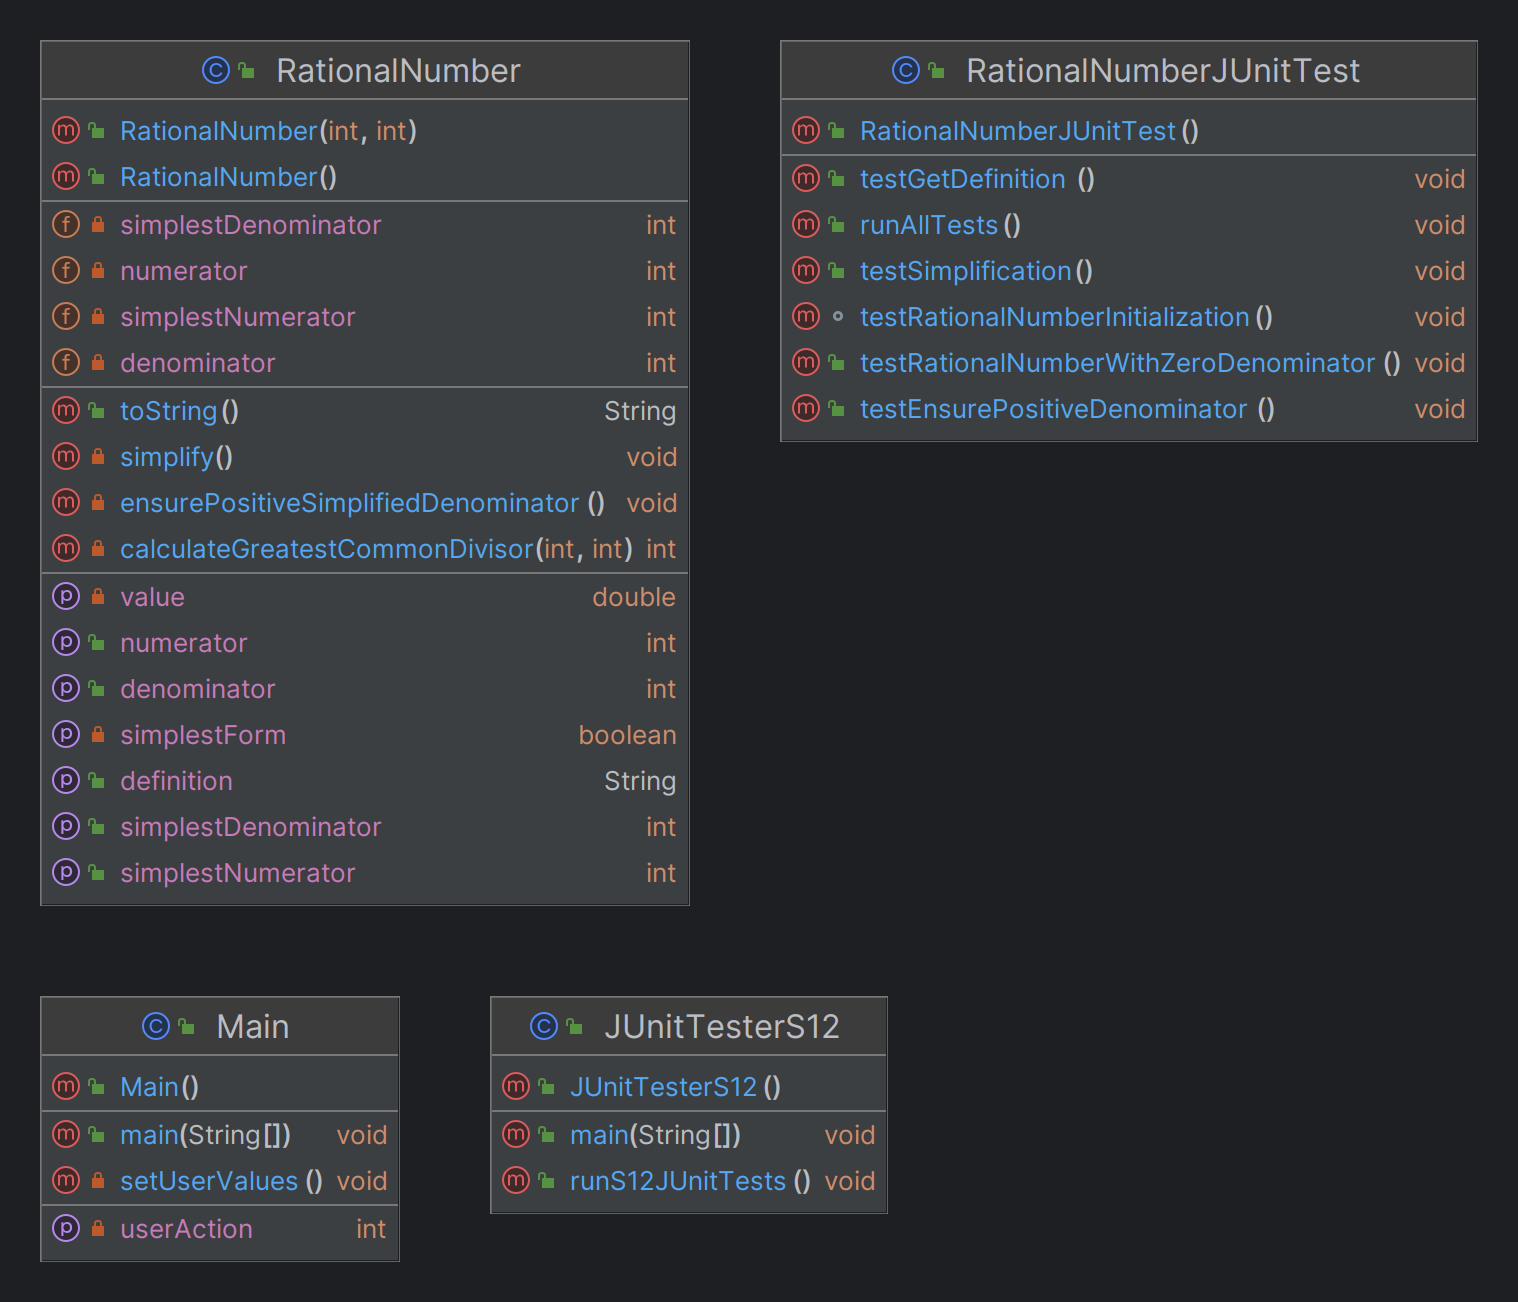 RationalNumber
RationalNumber(int, int)
RationalNumber()
simplestDenominator int
numerator int
simplestNumerator int
denominator int
toString() String
simplify() void
ensurePositiveSimplifiedDenominator () void
calculateGreatestCommonDivisor(int, int) int
value double
numerator int
denominator int
simplestForm boolean
definition String
simplestDenominator int
simplestNumerator int
RationalNumberJUnitTest
RationalNumberJUnitTest()
testGetDefinition () void
runAllTests() void
testSimplification() void
testRationalNumberInitialization() void
testRationalNumberWithZeroDenominator () void
testEnsurePositiveDenominator () void
Main
Main()
main(String[]) void
setUserValues () void
userAction int
JUnitTesterS12
JUnitTesterS12()
main(String[]) void
runS12JUnitTests () void